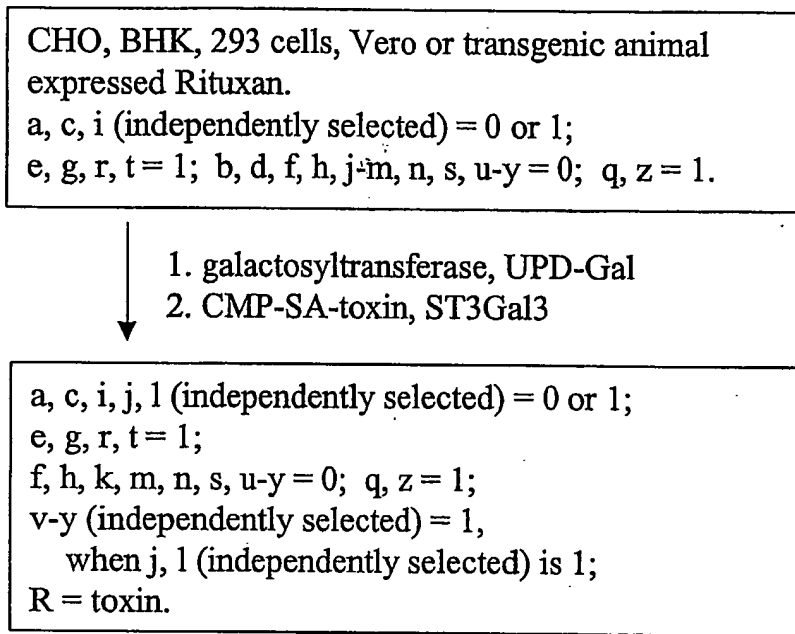 CHO, BHK, 293 cells, Vero or transgenic animal
expressed Rituxan.
a, c, i (independently selected) = 0 or 1;
e, g, r, t = 1; b, d, f, h, j-m, n, s, u-y = 0; q, z = 1.
1. galactosyltransferase, UPD-Gal
2. CMP-SA-toxin, ST3Gal3
a, c, i, j, l (independently selected) = 0 or 1;
e, g, r, t = 1;
f, h, k, m, n, s, u-y = 0; q, z = 1;
v-y (independently selected) = 1,
when j, l (independently selected) is 1;
R = toxin.